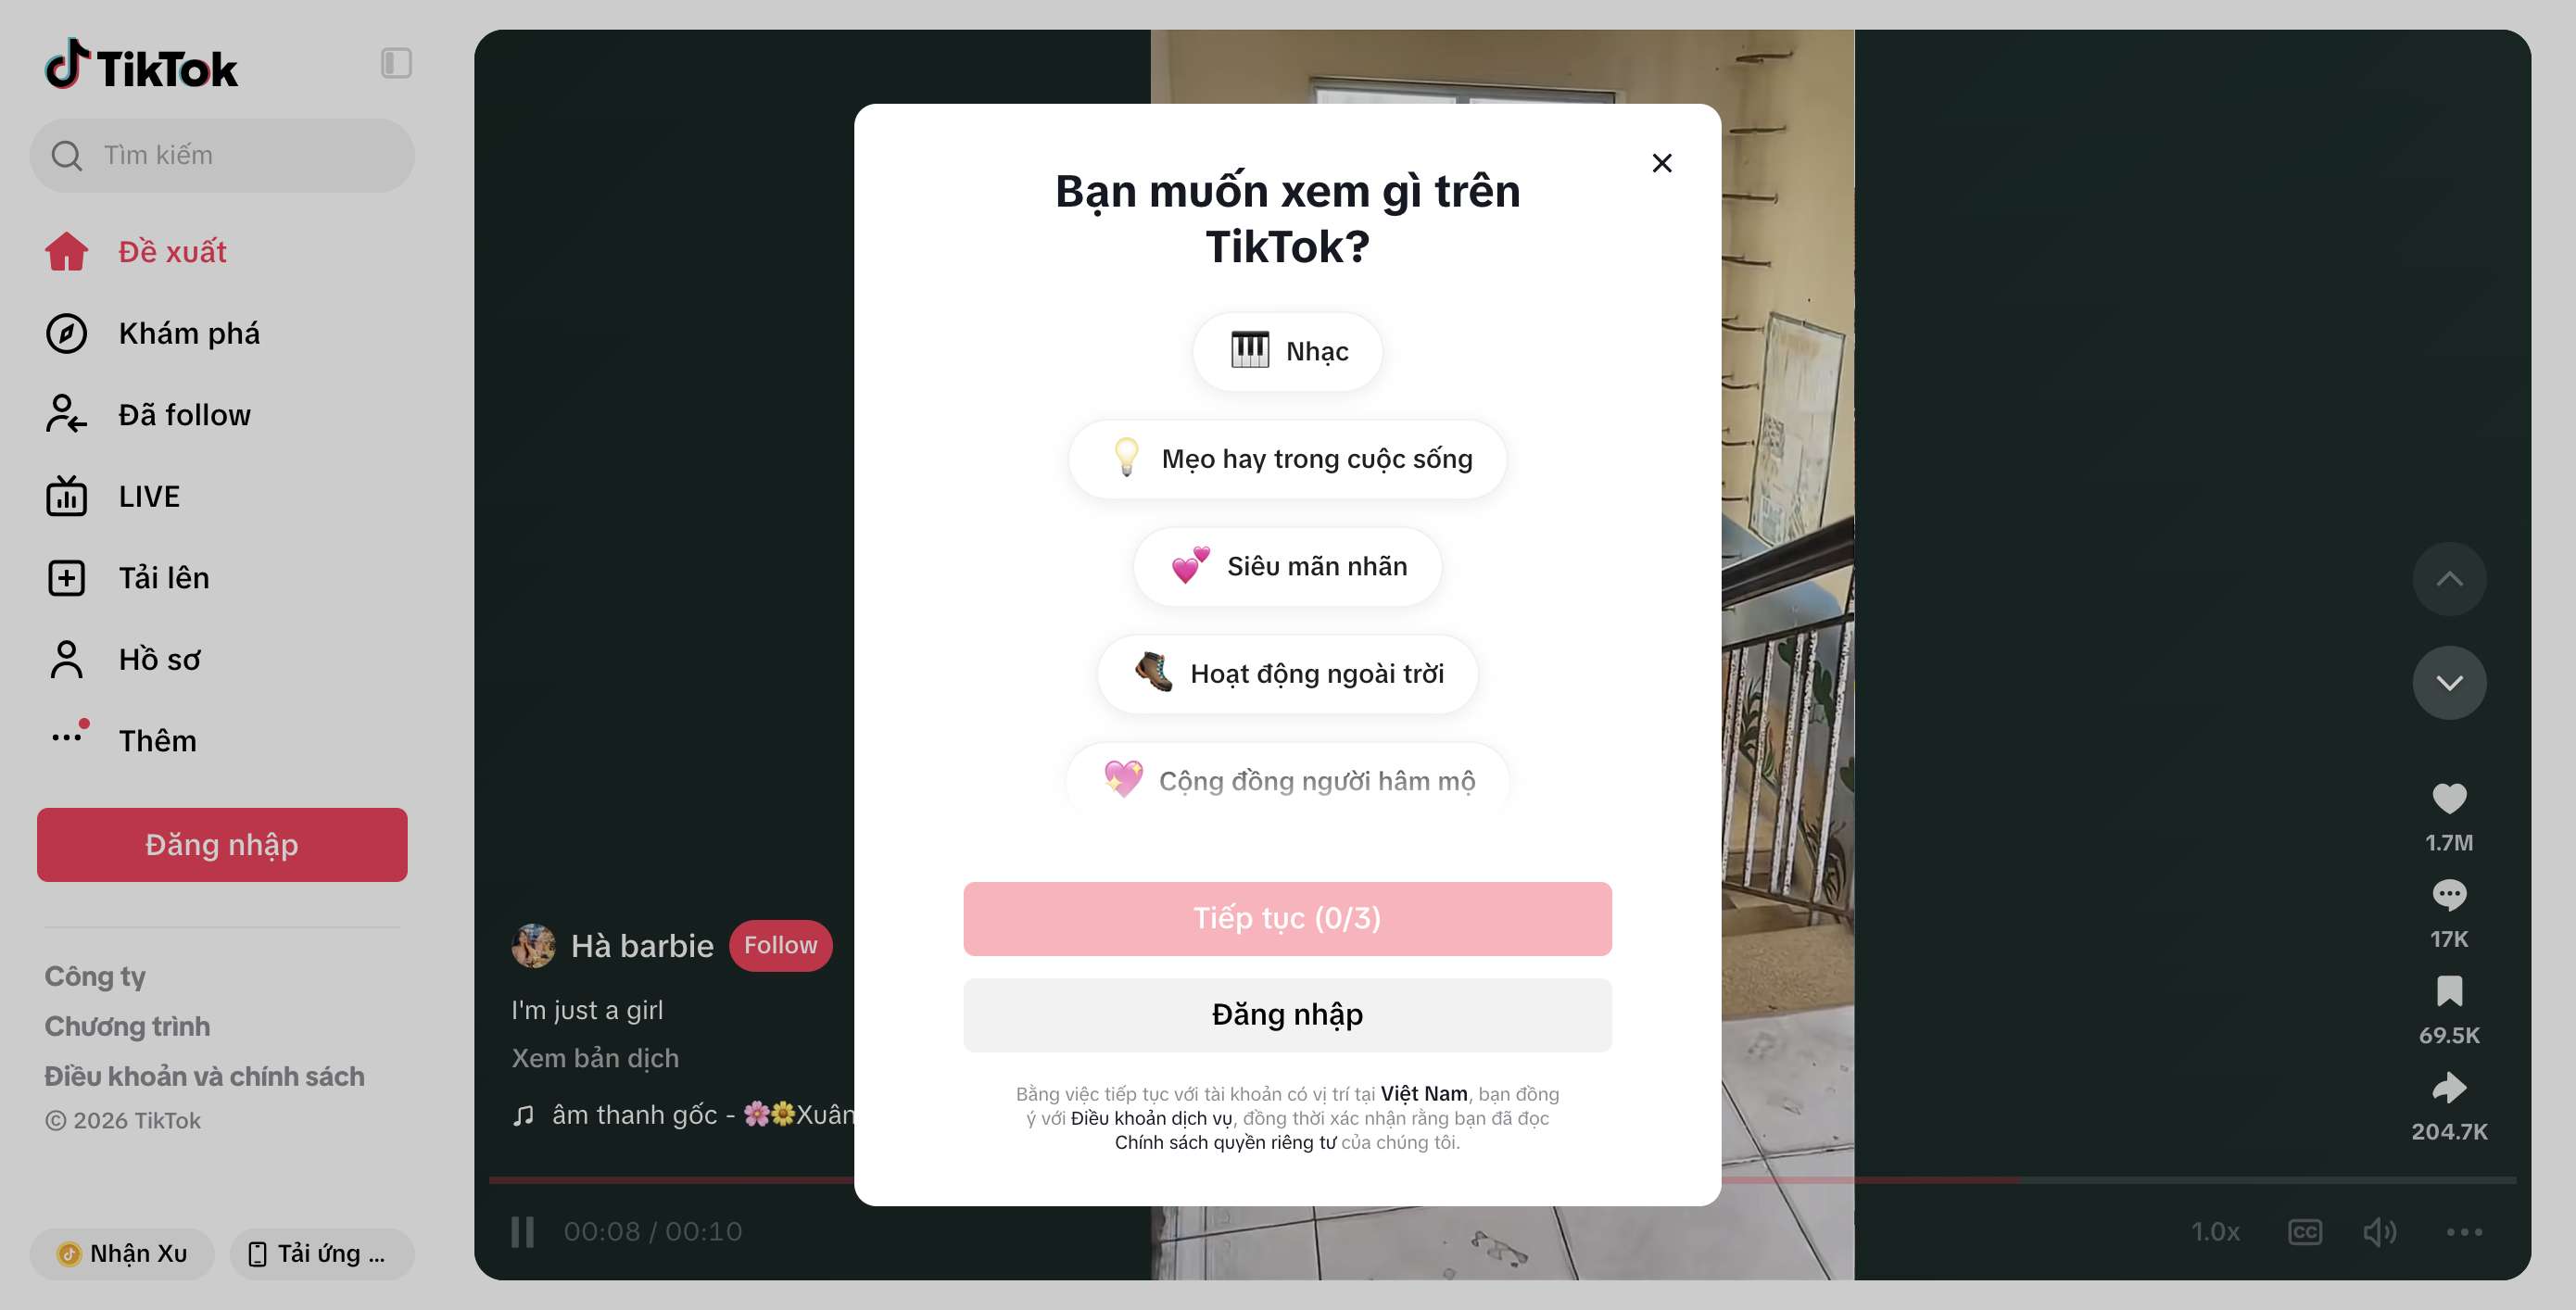 TikTok
Tìm kiếm
Đề xuất
Khám phá
Đã follow
LIVE
Tải lên
Hồ sơ
Thêm
Đăng nhập
Công ty
Chương trình
Điều khoản và chính sách
© 2026 TikTok
Nhận Xu
Tải ứng ...
Bạn muốn xem gì trên
TikTok?
Nhạc
Mẹo hay trong cuộc sống
Siêu mãn nhãn
Hoạt động ngoài trời
Cộng đồng người hâm mộ
Tiếp tục (0/3)
Đăng nhập
Bằng việc tiếp tục với tài khoản có vị trí tại Việt Nam, bạn đồng
ý với Điều khoản dịch vụ, đồng thời xác nhận rằng bạn đã đọc
Chính sách quyền riêng tư của chúng tôi.
Hà barbie
Follow
I'm just a girl
Xem bản dịch
âm thanh gốc - 🌸🌼Xuân
00:08 / 00:10
1.7M
17K
69.5K
204.7K
1.0x
CC